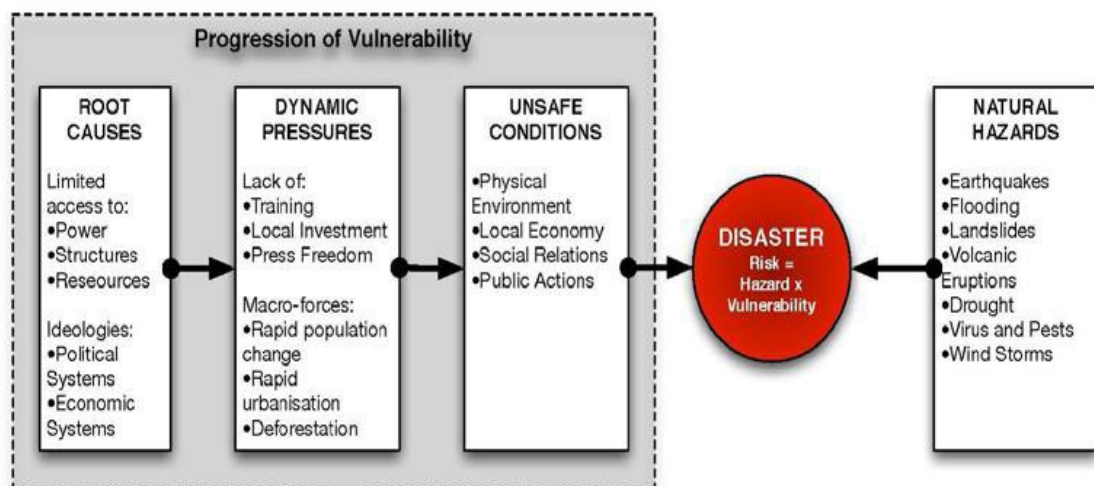 Progression of Vulnerability
ROOT
CAUSES
Limited
access to:
•Power
•Structures
•Reseources
Ideologies:
•Political
Systems
•Economic
Systems
DYNAMIC
PRESSURES
Lack of:
•Training
•Local Investment
•Press Freedom
Macro-forces:
•Rapid population
change
•Rapid
urbanisation
•Deforestation
UNSAFE
CONDITIONS
•Physical
Environment
•Local Economy
•Social Relations
•Public Actions
DISASTER
Risk =
Hazard x
Vulnerability
NATURAL
HAZARDS
•Earthquakes
•Flooding
•Landslides
•Volcanic
Eruptions
•Drought
•Virus and Pests
•Wind Storms